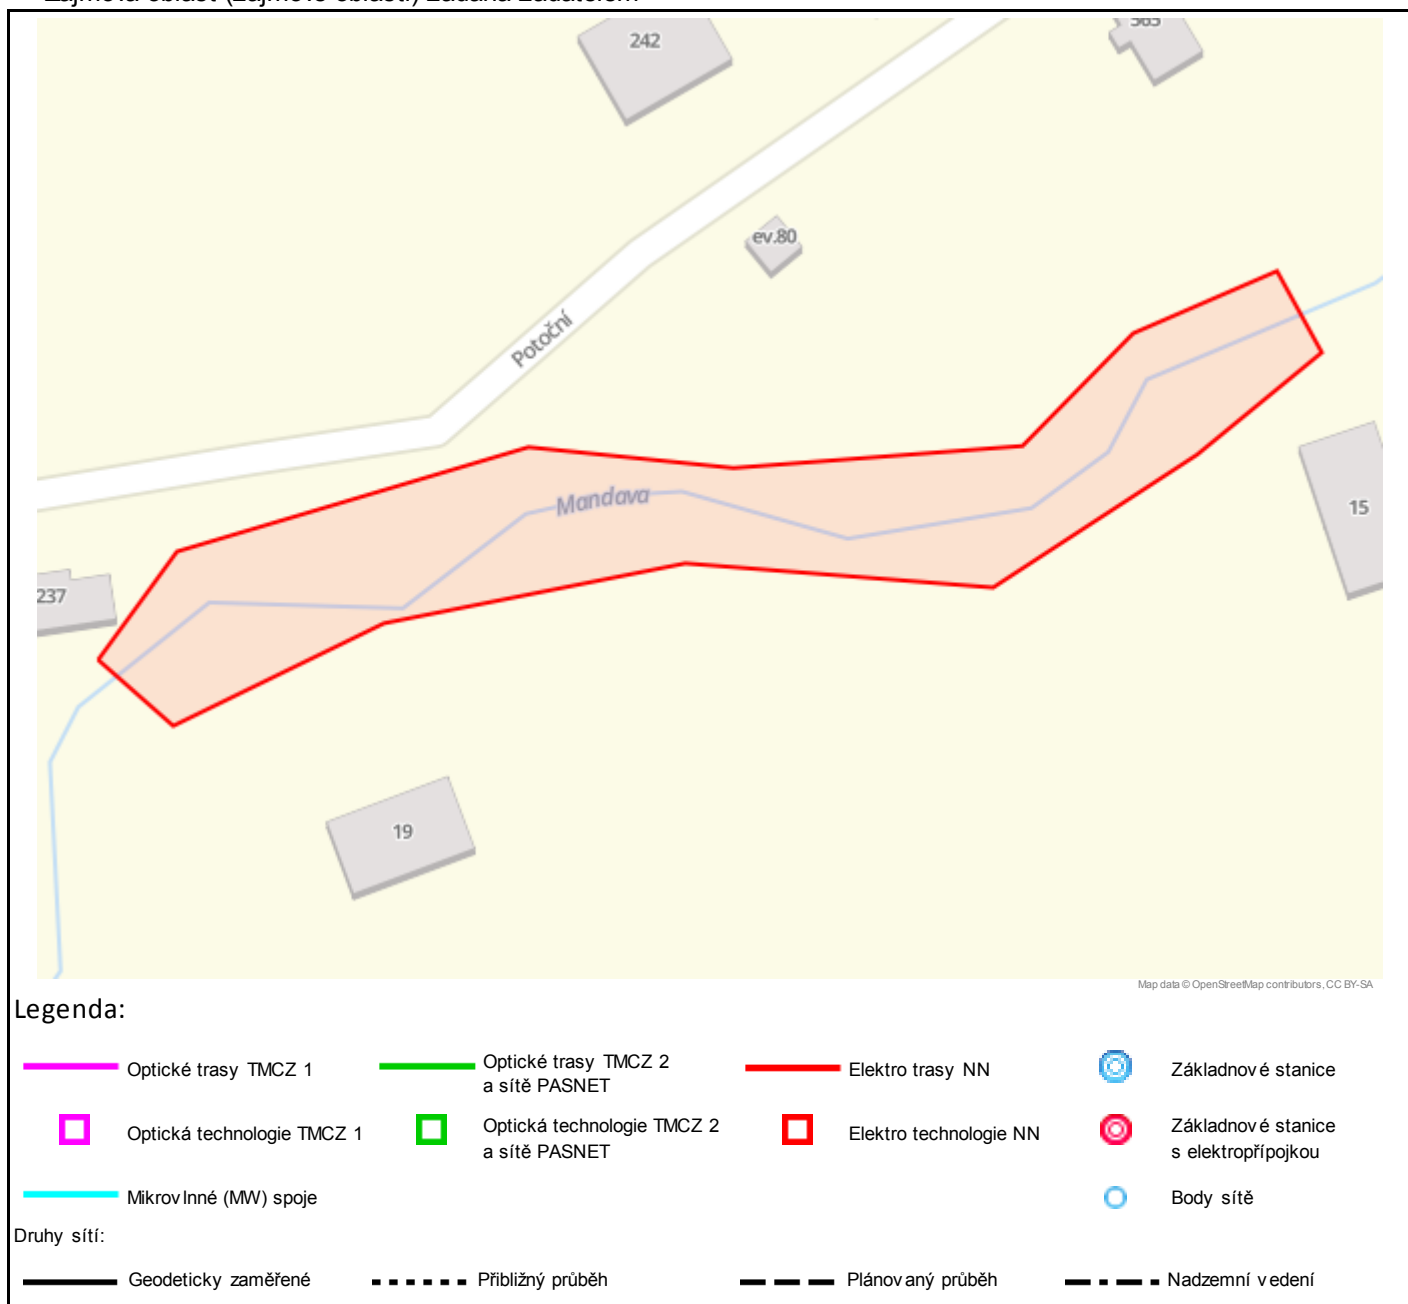 242
ev.80
Potoční
Mandava
15
237
19
Map data © OpenStreetMap contributors, CC BY-SA
Legenda:
Optické trasy TMCZ 1
Optické trasy TMCZ 2
a sítě PASNET
Elektro trasy NN
Základnové stanice
Optická technologie TMCZ 1
Optická technologie TMCZ 2
a sítě PASNET
Elektro technologie NN
Základnové stanice
s elektropřípojkou
Mikrovlnné (MW) spoje
Body sítě
Druhy sítí:
Geodeticky zaměřené
Přibližný průběh
Plánovaný průběh
Nadzemní vedení